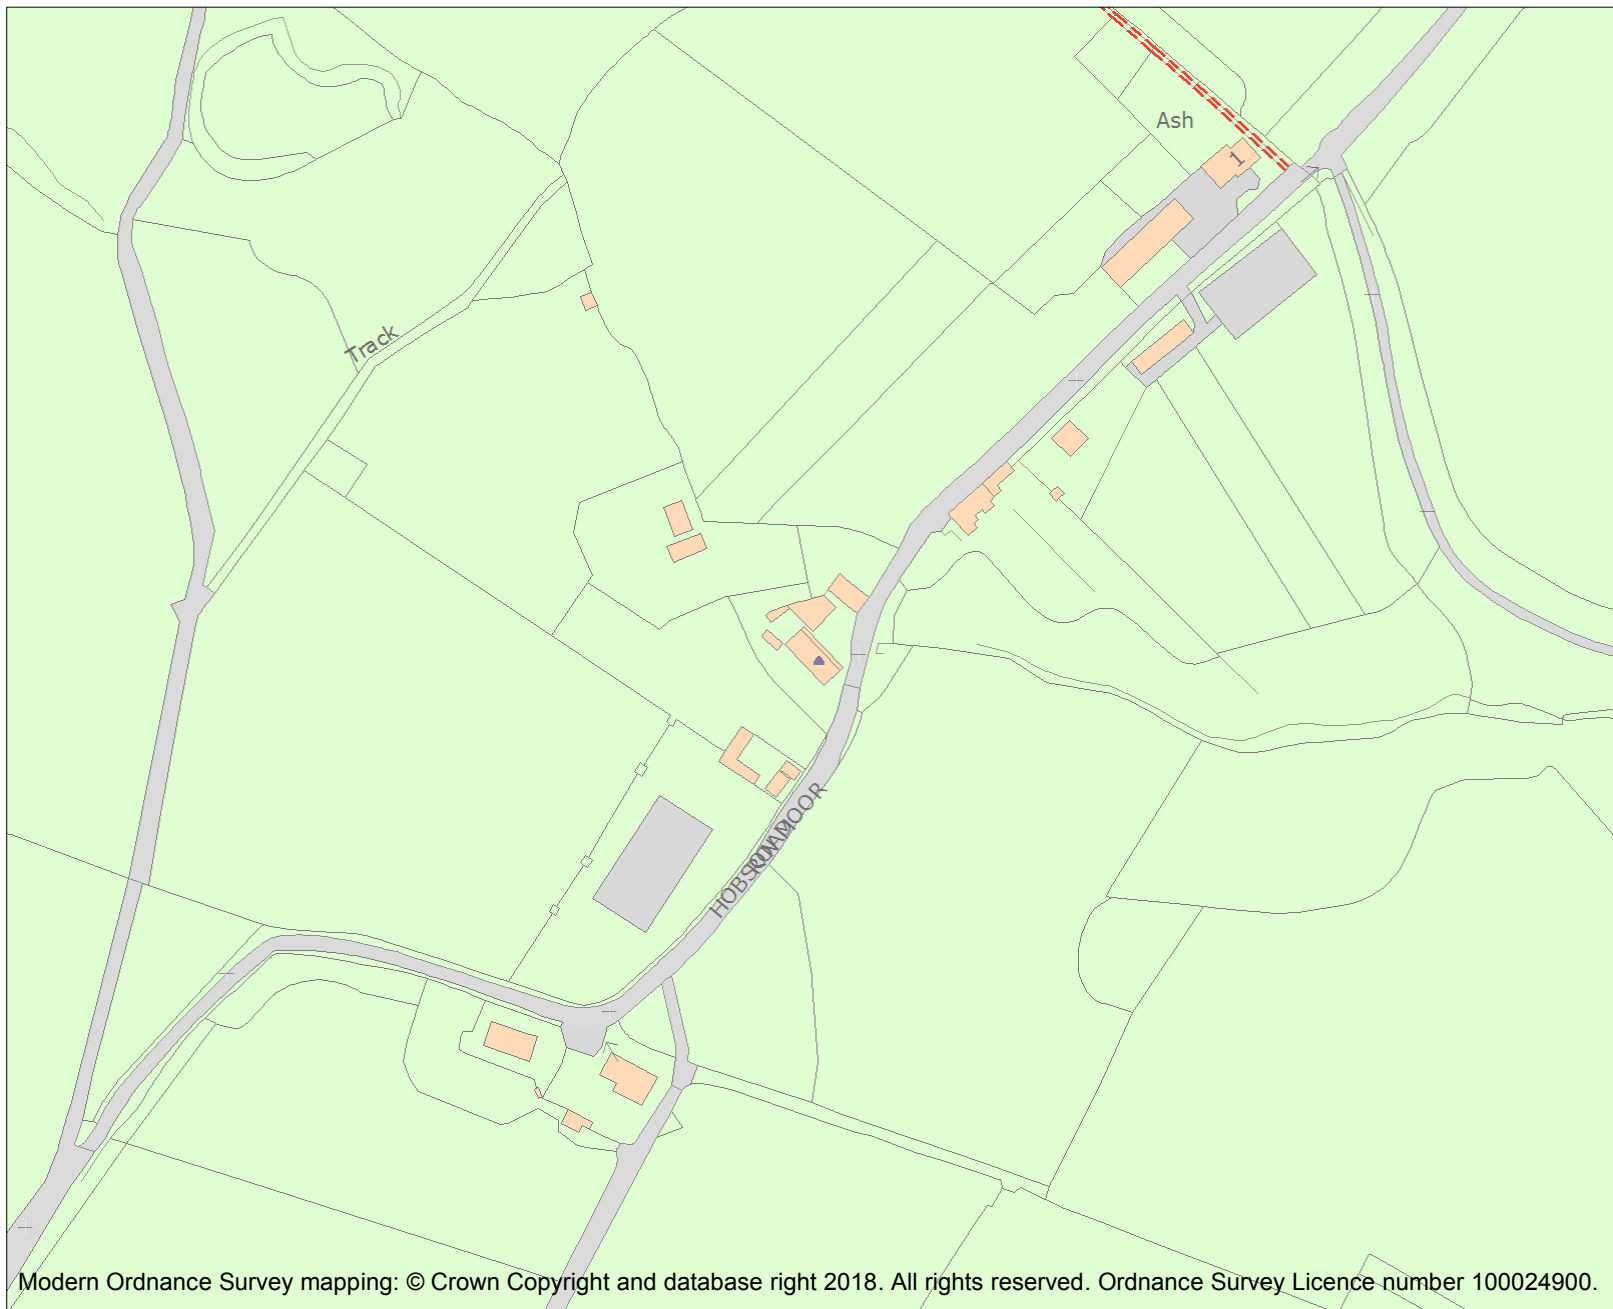 Ash
1
Track
HOBSON MOOR
ROAD
Modern Ordnance Survey mapping: © Crown Copyright and database right 2018. All rights reserved. Ordnance Survey Licence number 100024900.